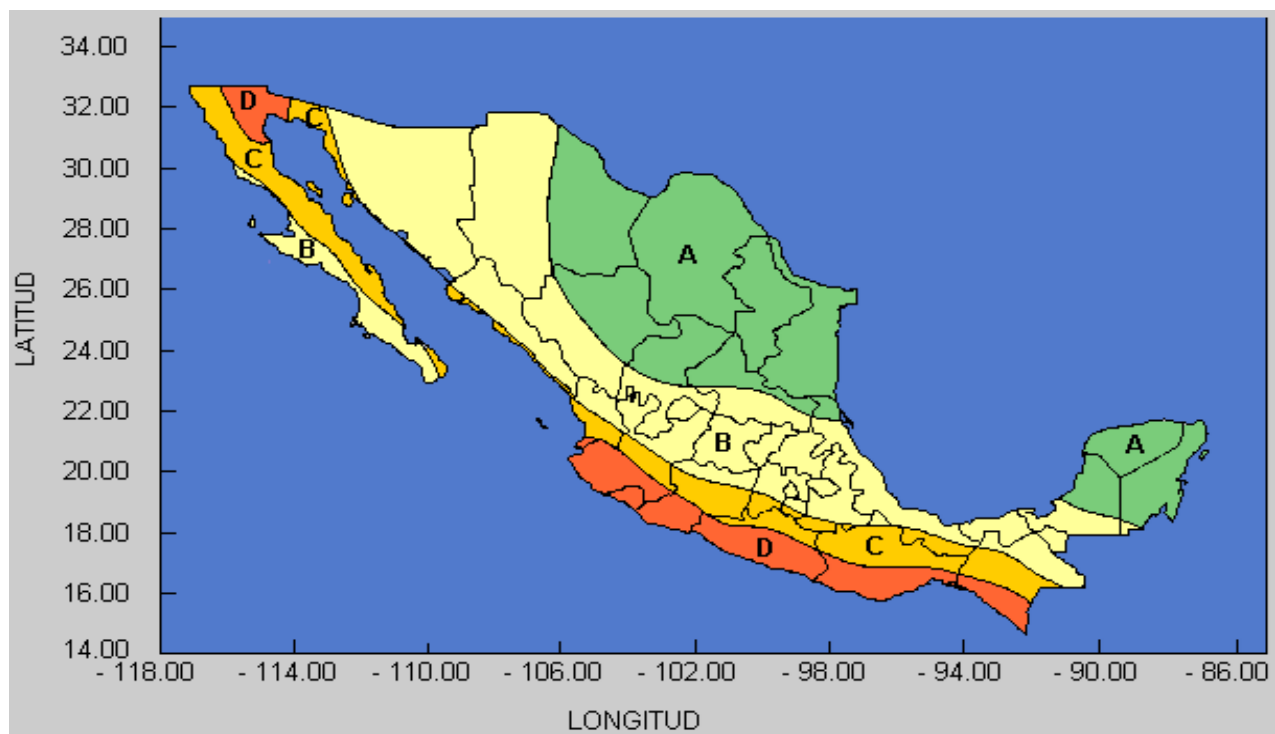 34.00
32.00
30.00
28.00
26.00
24.00
22.00
20.00
18.00
16.00
14.00
LATITUD
D
C
C
B
A
B
A
C
D
- 118.00 - 114.00 - 110.00 - 106.00 - 102.00 - 98.00 - 94.00 - 90.00 - 86.00
LONGITUD